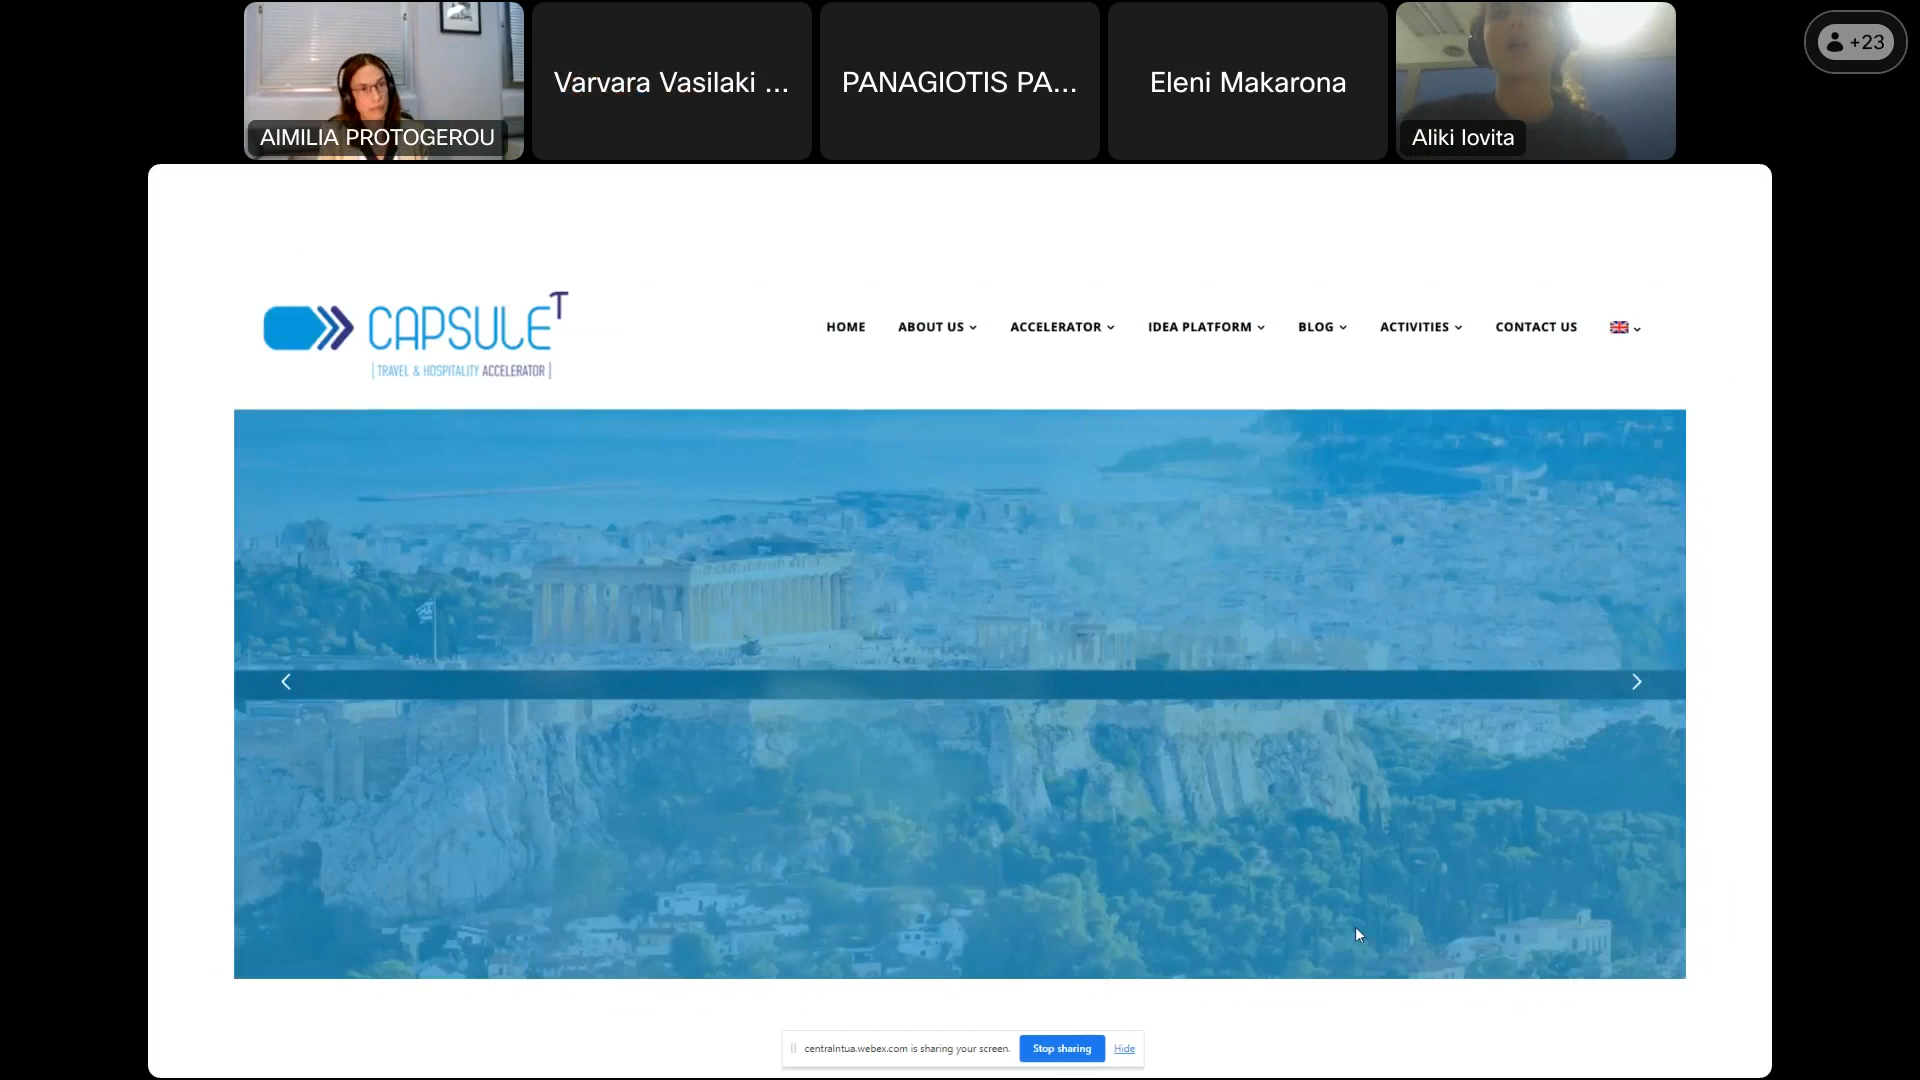 AIMILIA PROTOGEROU
Varvara Vasilaki ...
PANAGIOTIS PA...
Eleni Makarona
Aliki Iovita
+23
CAPSULE T
| TRAVEL & HOSPITALITY ACCELERATOR |
HOME ABOUT US ACCELERATOR IDEA PLATFORM BLOG ACTIVITIES CONTACT US
centralntua.webex.com is sharing your screen. Stop sharing Hide